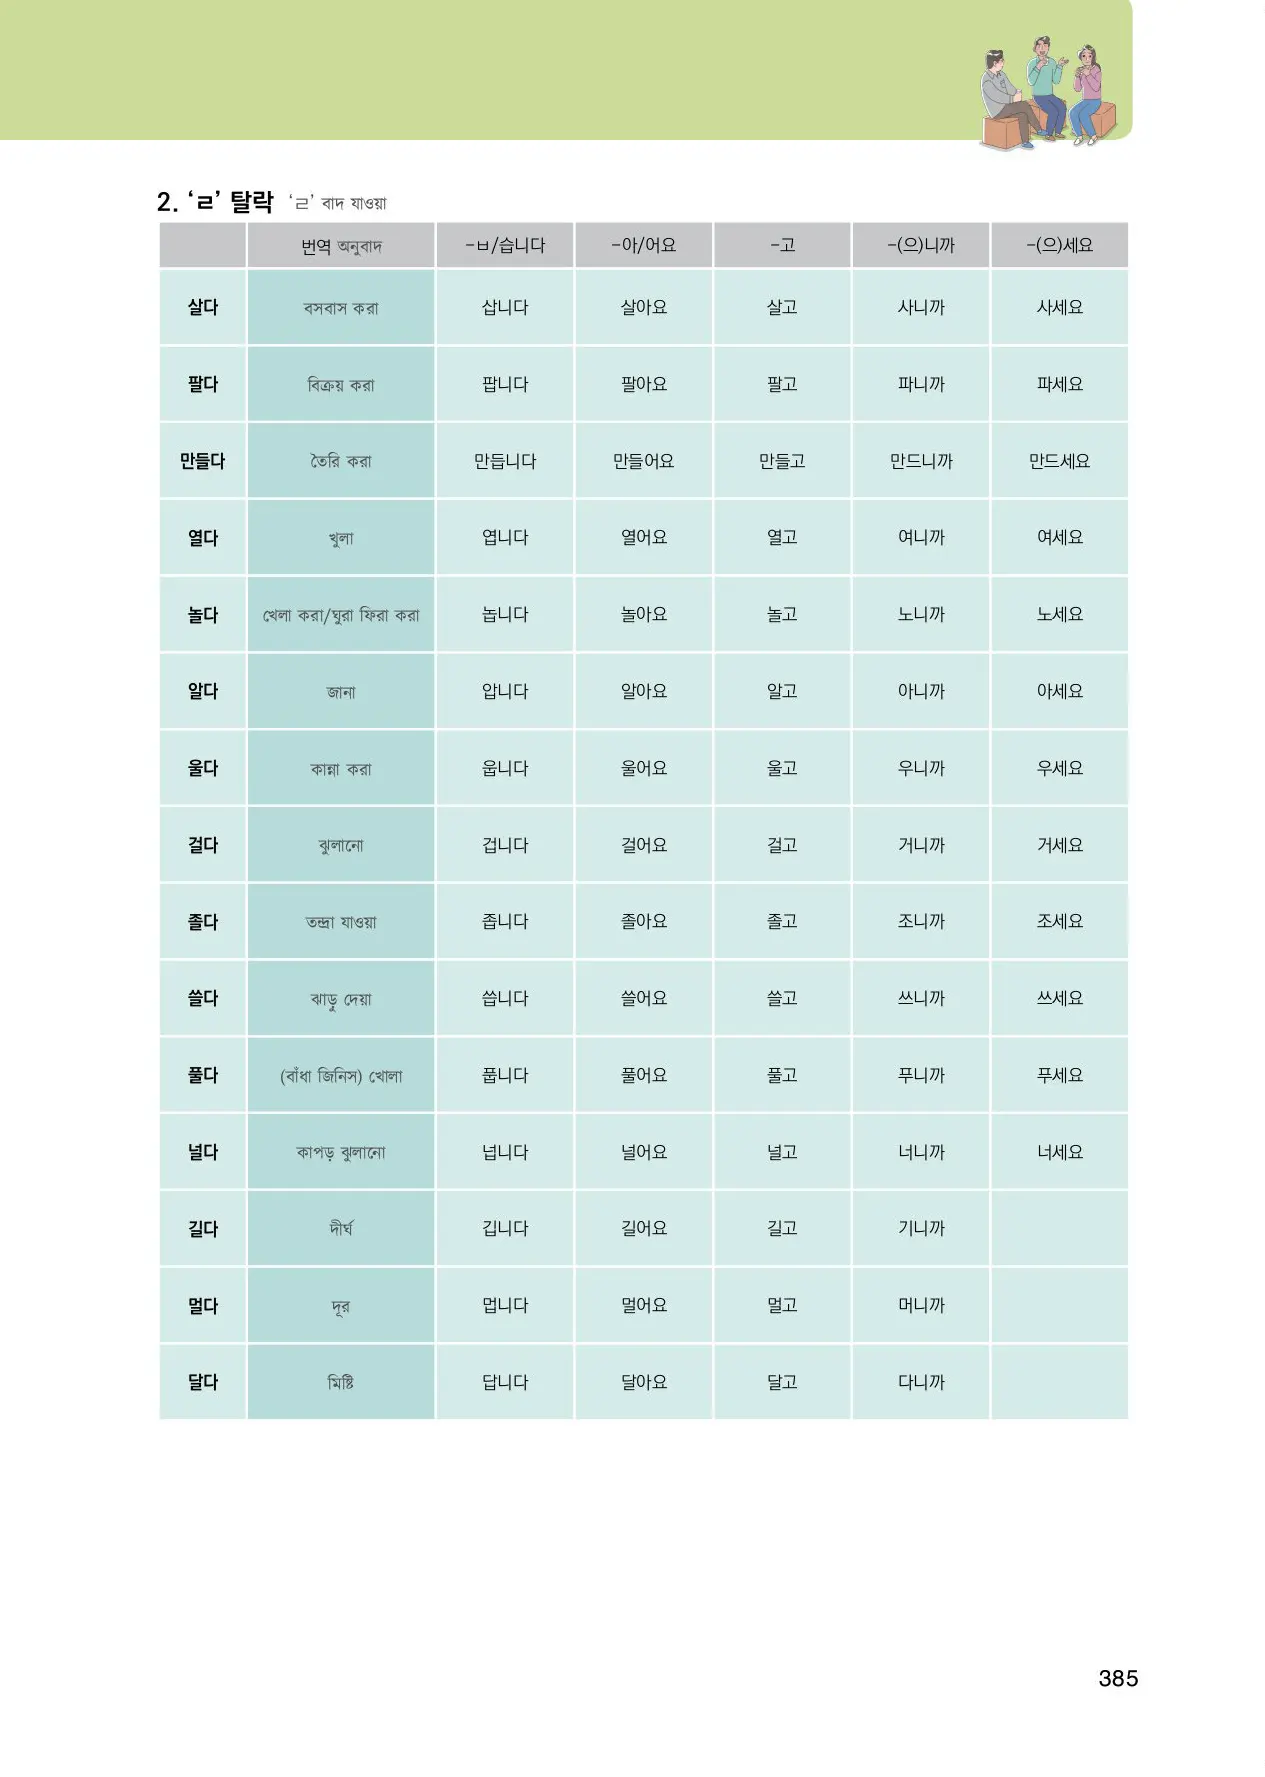 2. ‘ㄹ’ 탈락 ‘ㄹ’ বাদ যাওয়া
번역 অনুবাদ -ㅂ/습니다 -아/어요 -고 -(으)니까 -(으)세요
살다 বসবাস করা 삽니다 살아요 살고 사니까 사세요
팔다 বিক্রয় করা 팝니다 팔아요 팔고 파니까 파세요
만들다 তৈরি করা 만듭니다 만들어요 만들고 만드니까 만드세요
열다 খুলা 엽니다 열어요 열고 여니까 여세요
놀다 খেলা করা/ঘুরা ফিরা করা 놉니다 놀아요 놀고 노니까 노세요
알다 জানা 압니다 알아요 알고 아니까 아세요
울다 কান্না করা 웁니다 울어요 울고 우니까 우세요
걸다 ঝুলানো 겁니다 걸어요 걸고 거니까 거세요
졸다 তন্দ্রা যাওয়া 좁니다 졸아요 졸고 조니까 조세요
쓸다 ঝাড়ু দেয়া 씁니다 쓸어요 쓸고 쓰니까 쓰세요
풀다 (বাঁধা জিনিস) খোলা 풉니다 풀어요 풀고 푸니까 푸세요
널다 কাপড় ঝুলানো 넙니다 널어요 널고 너니까 너세요
길다 দীর্ঘ 깁니다 길어요 길고 기니까
멀다 দূর 멉니다 멀어요 멀고 머니까
달다 মিষ্টি 답니다 달아요 달고 다니까
385